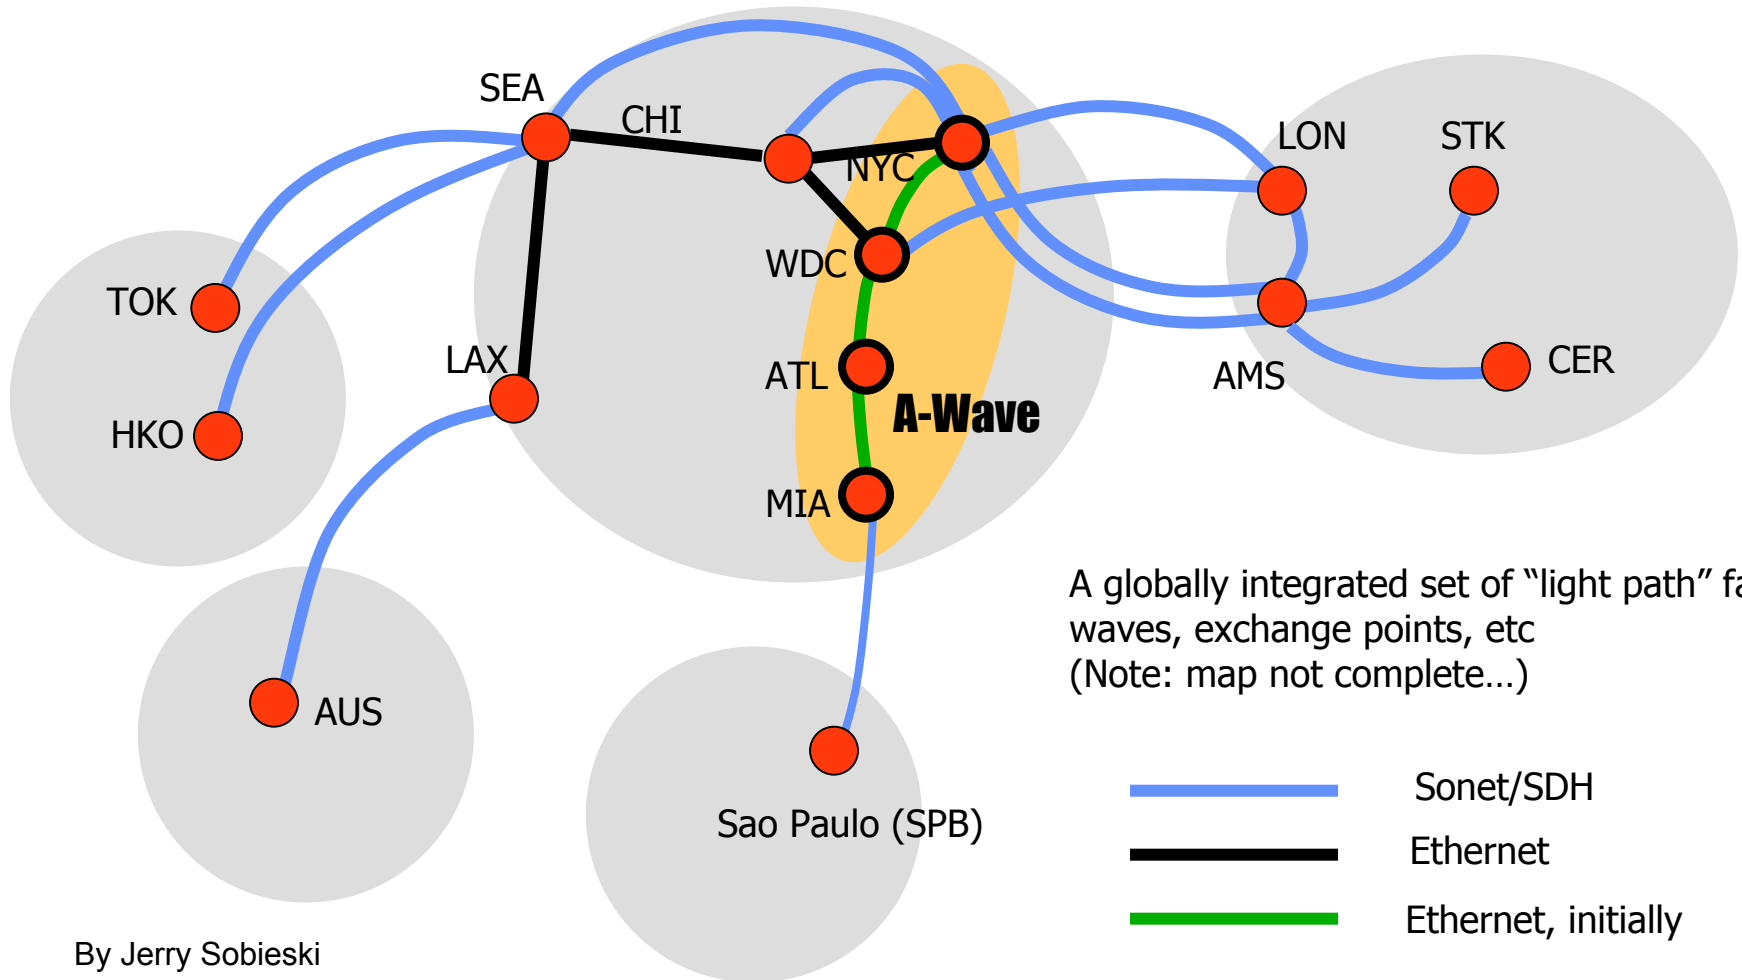 SEA
CHI
LON
STK
NYC
WDC
TOK
LAX
ATL
AMS
CER
A-Wave
HKO
MIA
A globally integrated set of “light path” fa
waves, exchange points, etc
(Note: map not complete…)
AUS
Sonet/SDH
Sao Paulo (SPB)
Ethernet
Ethernet, initially
By Jerry Sobieski